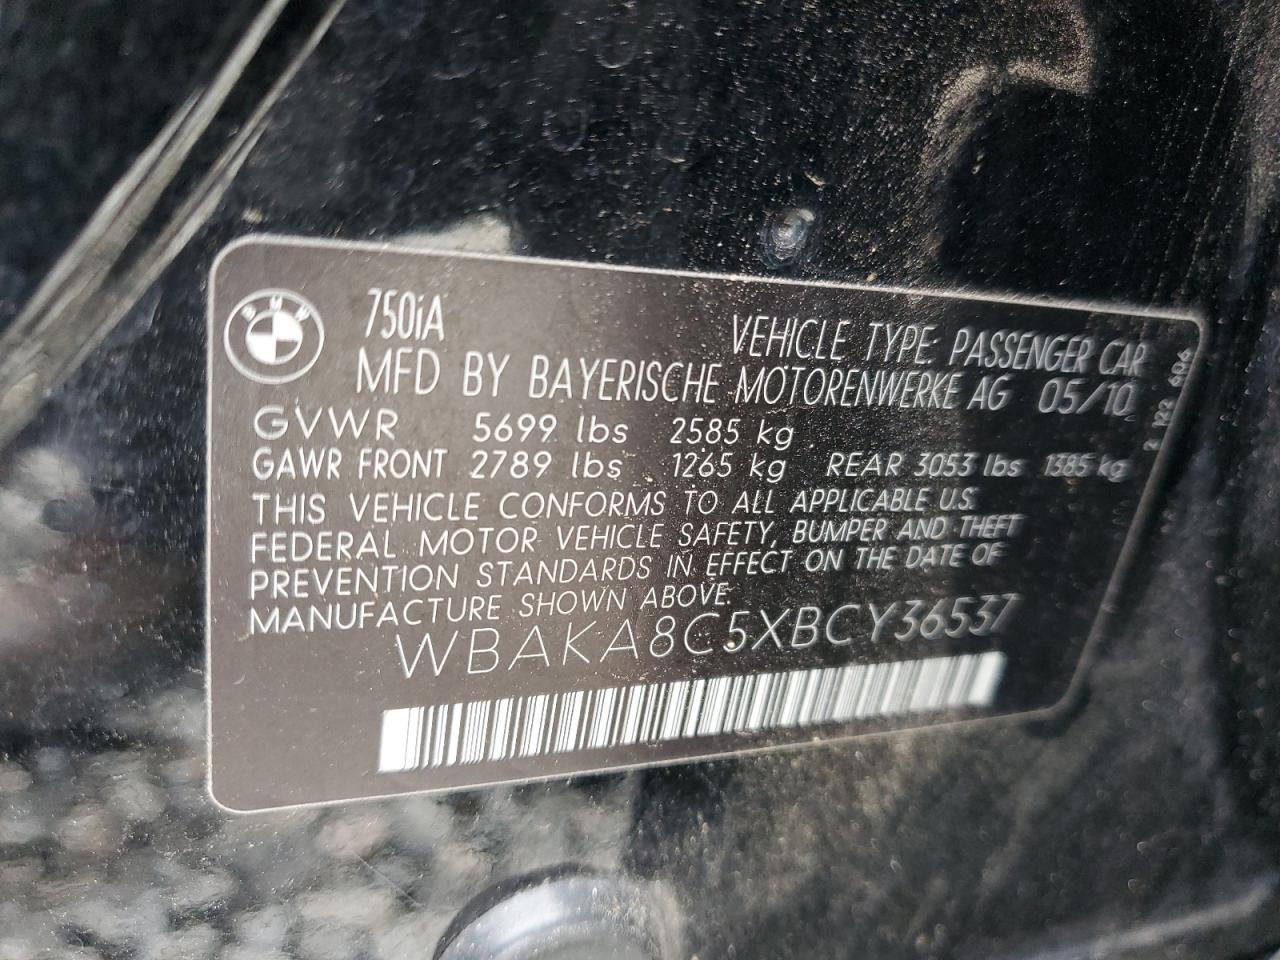 BMW
750iA
VEHICLE TYPE PASSENGER CAR
MFD BY BAYERISCHE MOTORENWERKE AG 05/10
GVWR 5699 lbs 2585 kg
GAWR FRONT 2789 lbs 1265 kg REAR 3053 lbs 1385 kg
THIS VEHICLE CONFORMS TO ALL APPLICABLE U.S.
FEDERAL MOTOR VEHICLE SAFETY, BUMPER AND THEFT
PREVENTION STANDARDS IN EFFECT ON THE DATE OF
MANUFACTURE SHOWN ABOVE.
WBAKA8C5XBCY36537